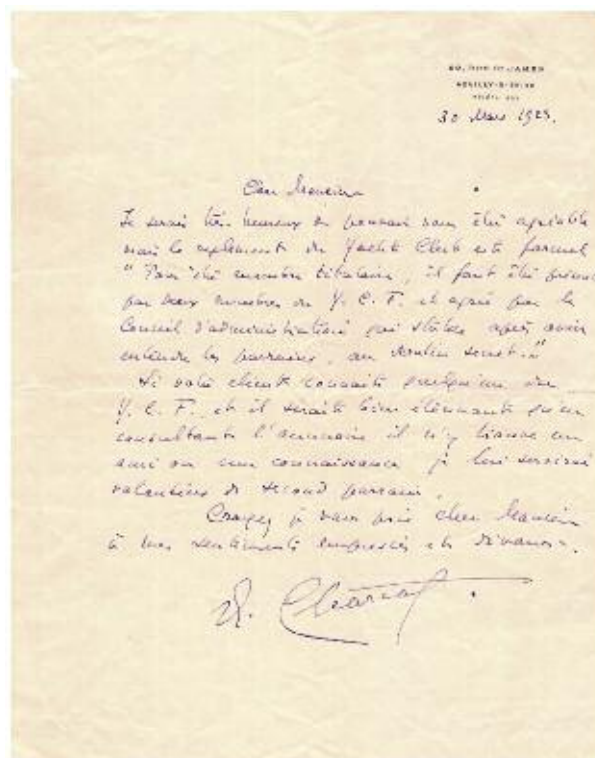 30 Mars 1923.
Cher Monsieur
Je serais très heureux de pouvoir vous être agréable
mais le règlement du Yacht Club est formel
" Pour être membre titulaire, il faut être présenté
par deux membres du Y. C. F. et agréé par le
Conseil d'administration qui statue après avoir
entendu les parrains, au scrutin secret."
Si votre client connaît quelqu'un du
Y. C. F. et il serait bien étonnant qu'en
consultant l'annuaire il n'y trouve un
ami ou une connaissance je lui servirai
volontiers de second parrain.
Croyez je vous prie cher Monsieur
à mes sentiments empressés et dévoués.
Charcot